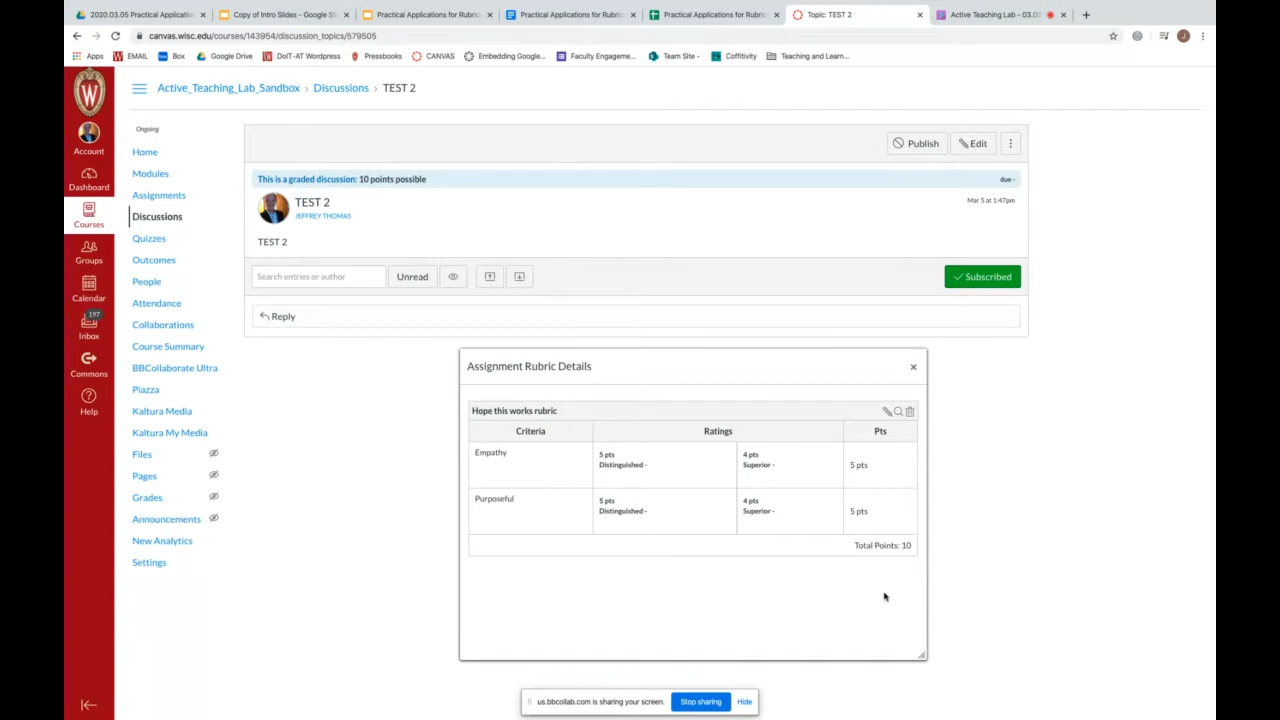 2020.03.05 Practical Application
Copy of Intro Slides - Google Sli
Practical Applications for Rubric
Practical Applications for Rubric
Practical Applications for Rubric
Topic: TEST 2
Active Teaching Lab - 03.05
canvas.wisc.edu/courses/143954/discussion_topics/579505
Apps
EMAIL
Box
Google Drive
DoIT-AT Wordpress
Pressbooks
CANVAS
Embedding Google...
Faculty Engageme...
Team Site -
Coffitivity
Teaching and Learn...
W
Account
Dashboard
Courses
Groups
Calendar
197
Inbox
Commons
Help
Active_Teaching_Lab_Sandbox › Discussions › TEST 2
Ongoing
Home
Modules
Assignments
Discussions
Quizzes
Outcomes
People
Attendance
Collaborations
Course Summary
BBCollaborate Ultra
Piazza
Kaltura Media
Kaltura My Media
Files
Pages
Grades
Announcements
New Analytics
Settings
Publish
Edit
This is a graded discussion: 10 points possible
due -
TEST 2
Mar 5 at 1:47pm
JEFFREY THOMAS
TEST 2
Search entries or author
Unread
Subscribed
Reply
Assignment Rubric Details
Hope this works rubric
Criteria Ratings Pts
Empathy
5 pts
Distinguished -
4 pts
Superior -
5 pts
Purposeful
5 pts
Distinguished -
4 pts
Superior -
5 pts
Total Points: 10
us.bbcollab.com is sharing your screen.
Stop sharing
Hide